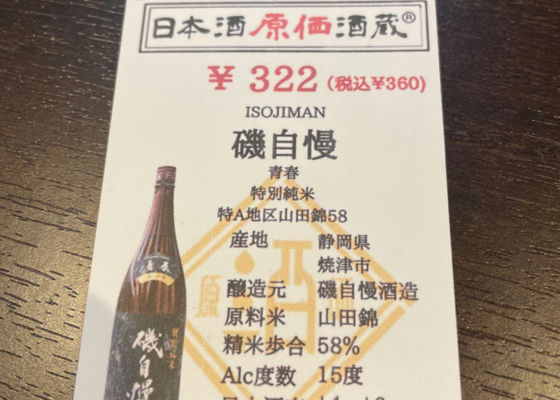 日本酒原価酒蔵®
¥ 322 (税込¥360)
ISOJIMAN
磯自慢
青春
特別純米
特A地区山田錦58
産地 静岡県
焼津市
醸造元 磯自慢酒造
原料米 山田錦
精米歩合 58%
Alc度数 15度
磯自慢